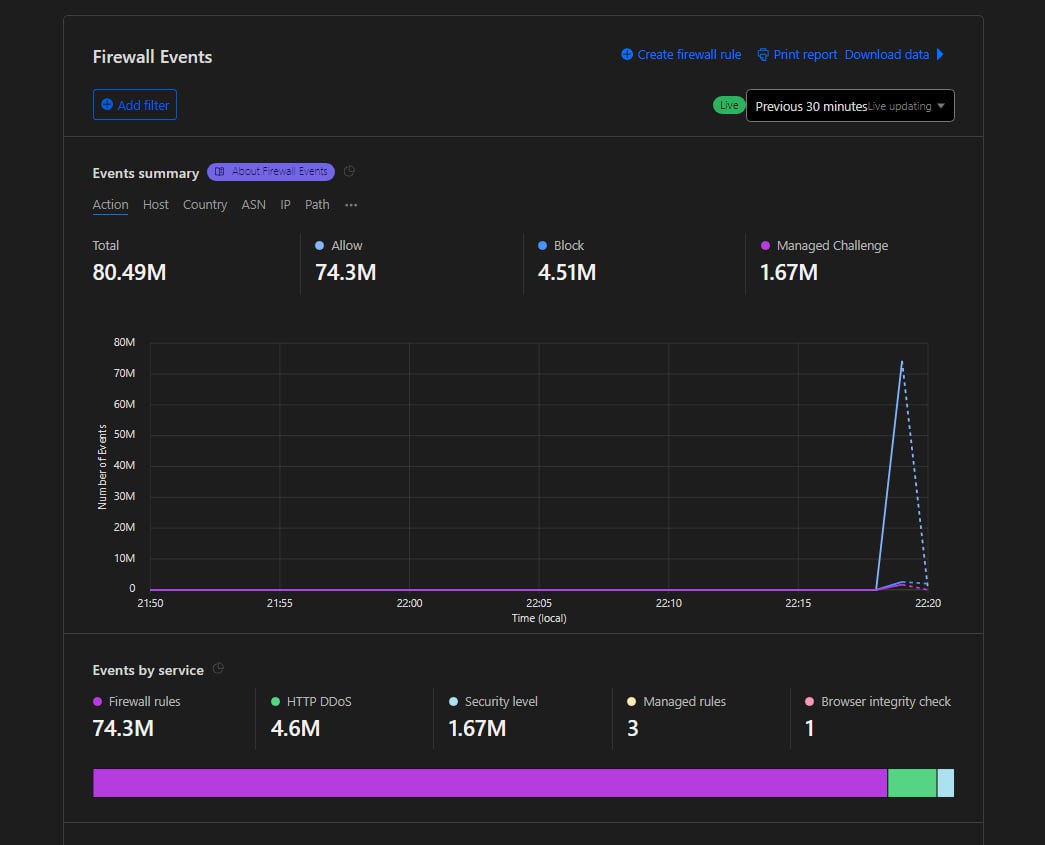 Firewall Events
Create firewall rule Print report Download data
Add filter
Live Previous 30 minutes Live updating
Events summary About Firewall Events
Action Host Country ASN IP Path ...
Total Allow Block Managed Challenge
80.49M 74.3M 4.51M 1.67M
80M
70M
60M
50M
40M
30M
20M
10M
0
Number of Events
21:50 21:55 22:00 22:05 22:10 22:15 22:20
Time (local)
Events by service
Firewall rules HTTP DDoS Security level Managed rules Browser integrity check
74.3M 4.6M 1.67M 3 1